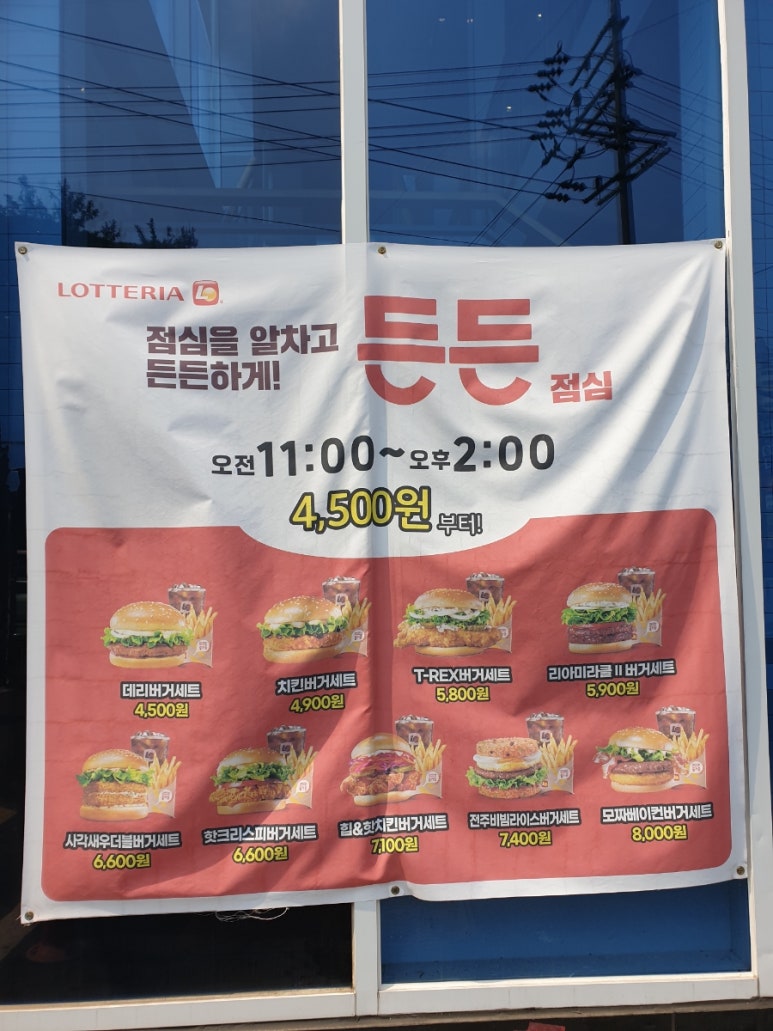 LOTTERIA
점심을 알차고
든든하게!
든든 점심
오전11:00~오후2:00
4,500원 부터!
데리버거세트
4,500원
치킨버거세트
4,900원
T-REX버거세트
5,800원
리아미라클 II 버거세트
5,900원
사각새우더블버거세트
6,600원
핫크리스피버거세트
6,600원
힙&핫치킨버거세트
7,100원
전주비빔라이스버거세트
7,400원
모짜베이컨버거세트
8,000원